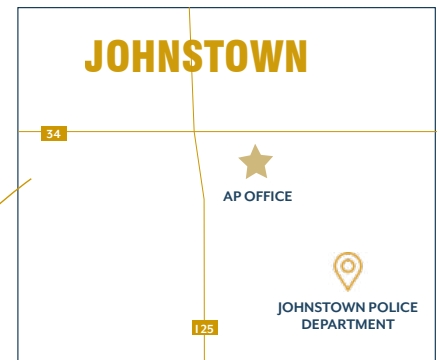 JOHNSTOWN
34
AP OFFICE
JOHNSTOWN POLICE
DEPARTMENT
125